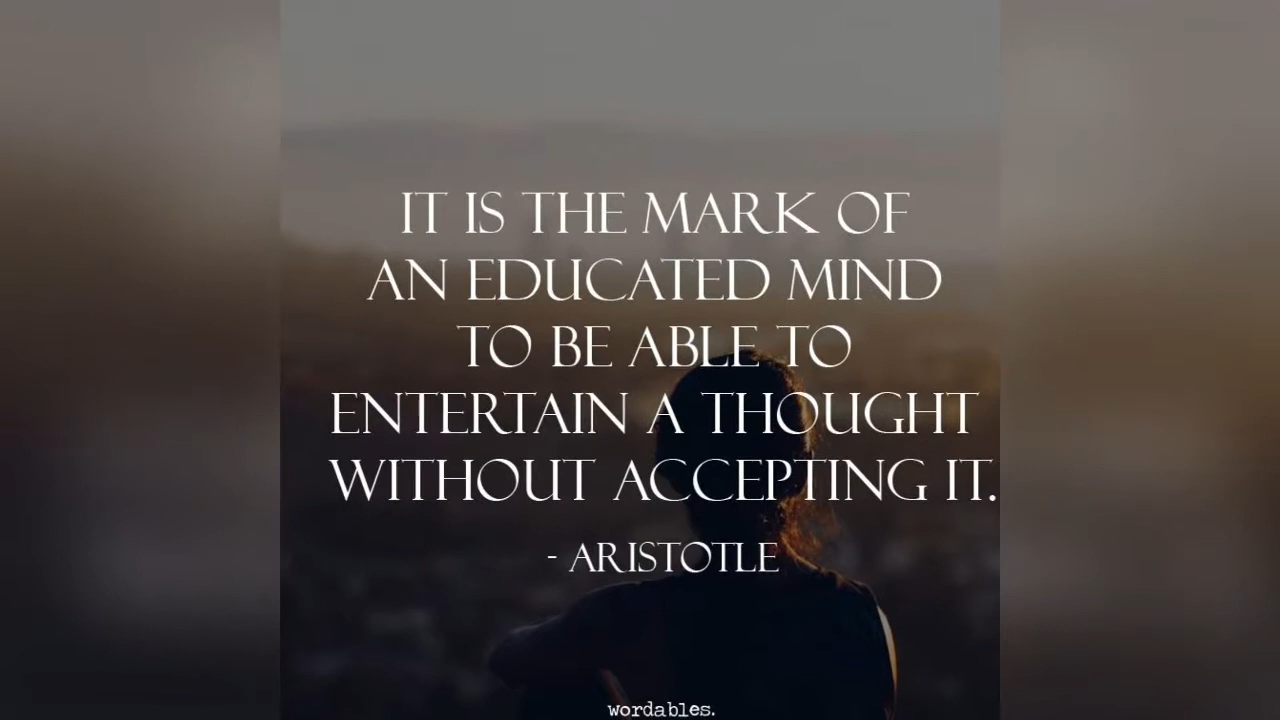 IT IS THE MARK OF
AN EDUCATED MIND
TO BE ABLE TO
ENTERTAIN A THOUGHT
WITHOUT ACCEPTING IT.
- ARISTOTLE
wordables.